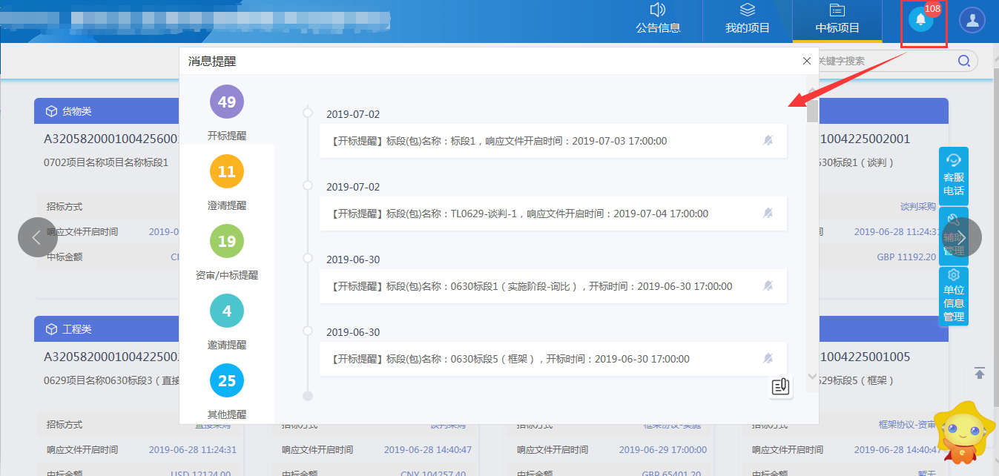 公告信息
我的项目
中标项目
108
消息提醒
关键字搜索
49
开标提醒
11
澄清提醒
19
资审/中标提醒
4
邀请提醒
25
其他提醒
2019-07-02
【开标提醒】标段(包)名称：标段1，响应文件开启时间：2019-07-03 17:00:00
2019-07-02
【开标提醒】标段(包)名称：TL0629-谈判-1，响应文件开启时间：2019-07-04 17:00:00
2019-06-30
【开标提醒】标段(包)名称：0630标段1（实施阶段-询比），开标时间：2019-06-30 17:00:00
2019-06-30
【开标提醒】标段(包)名称：0630标段5（框架），开标时间：2019-06-30 17:00:00
货物类
A320582000100425600
0702项目名称项目名称标段1
招标方式
响应文件开启时间 2019-0
中标金额
1004225002001
630标段1（谈判）
谈判采购
间 2019-06-28 11:24:31
GBP 11192.20
客服
电话
辅助
管理
单位
信息
管理
工程类
A320582000100422500
0629项目名称0630标段3（直接
招标方式 直接采购
响应文件开启时间 2019-06-28 11:24:31
中标金额 USD 12124.00
招标方式 谈判采购
响应文件开启时间 2019-06-28 14:40:47
中标金额 CNY 104257.40
招标方式 框架协议-实施
响应文件开启时间 2019-06-29 17:00:00
中标金额 GBP 65401.20
1004225001005
629标段5（框架）
招标方式 框架协议-资审
响应文件开启时间 2019-06-28 14:40:47
中标金额 暂无